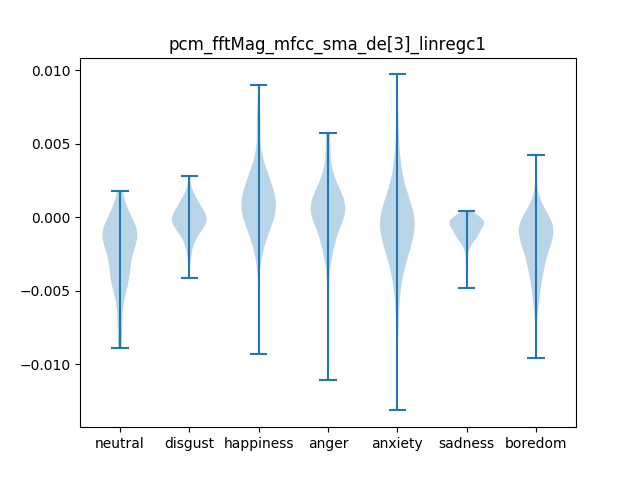 pcm_fftMag_mfcc_sma_de[3]_linregc1
0.010
0.005
0.000
−0.005
−0.010
neutral disgust happiness anger anxiety sadness boredom